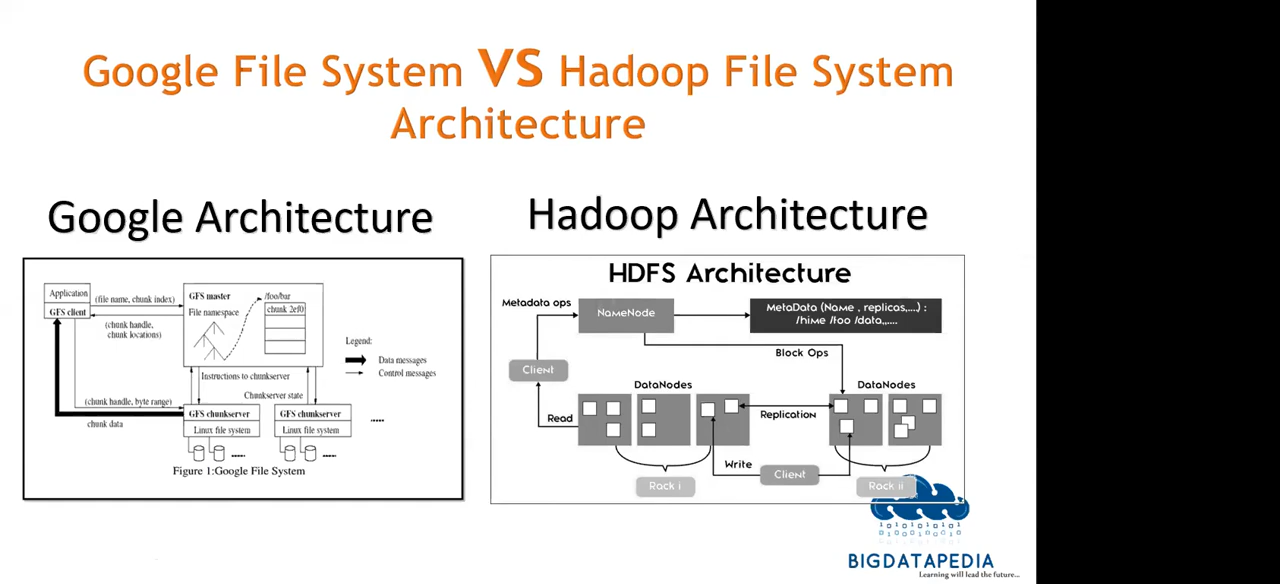 Google File System VS Hadoop File System
Architecture
Google Architecture
Application
GFS client
(file name, chunk index)
(chunk handle,
chunk locations)
GFS master
File namespace
/foo/bar
chunk 2ef0
Legend:
Data messages
Control messages
Instructions to chunkserver
Chunkserver state
(chunk handle, byte range)
chunk data
GFS chunkserver
Linux file system
GFS chunkserver
Linux file system
Figure 1:Google File System
Hadoop Architecture
HDFS Architecture
Metadata ops
NameNode
MetaData (Name , replicas,....) :
/hime /foo /data,,....
Block Ops
Client
DataNodes
DataNodes
Read
Replication
Write
Client
Rack i
Rack ii
BIGDATAPEDIA
Learning will lead the future...